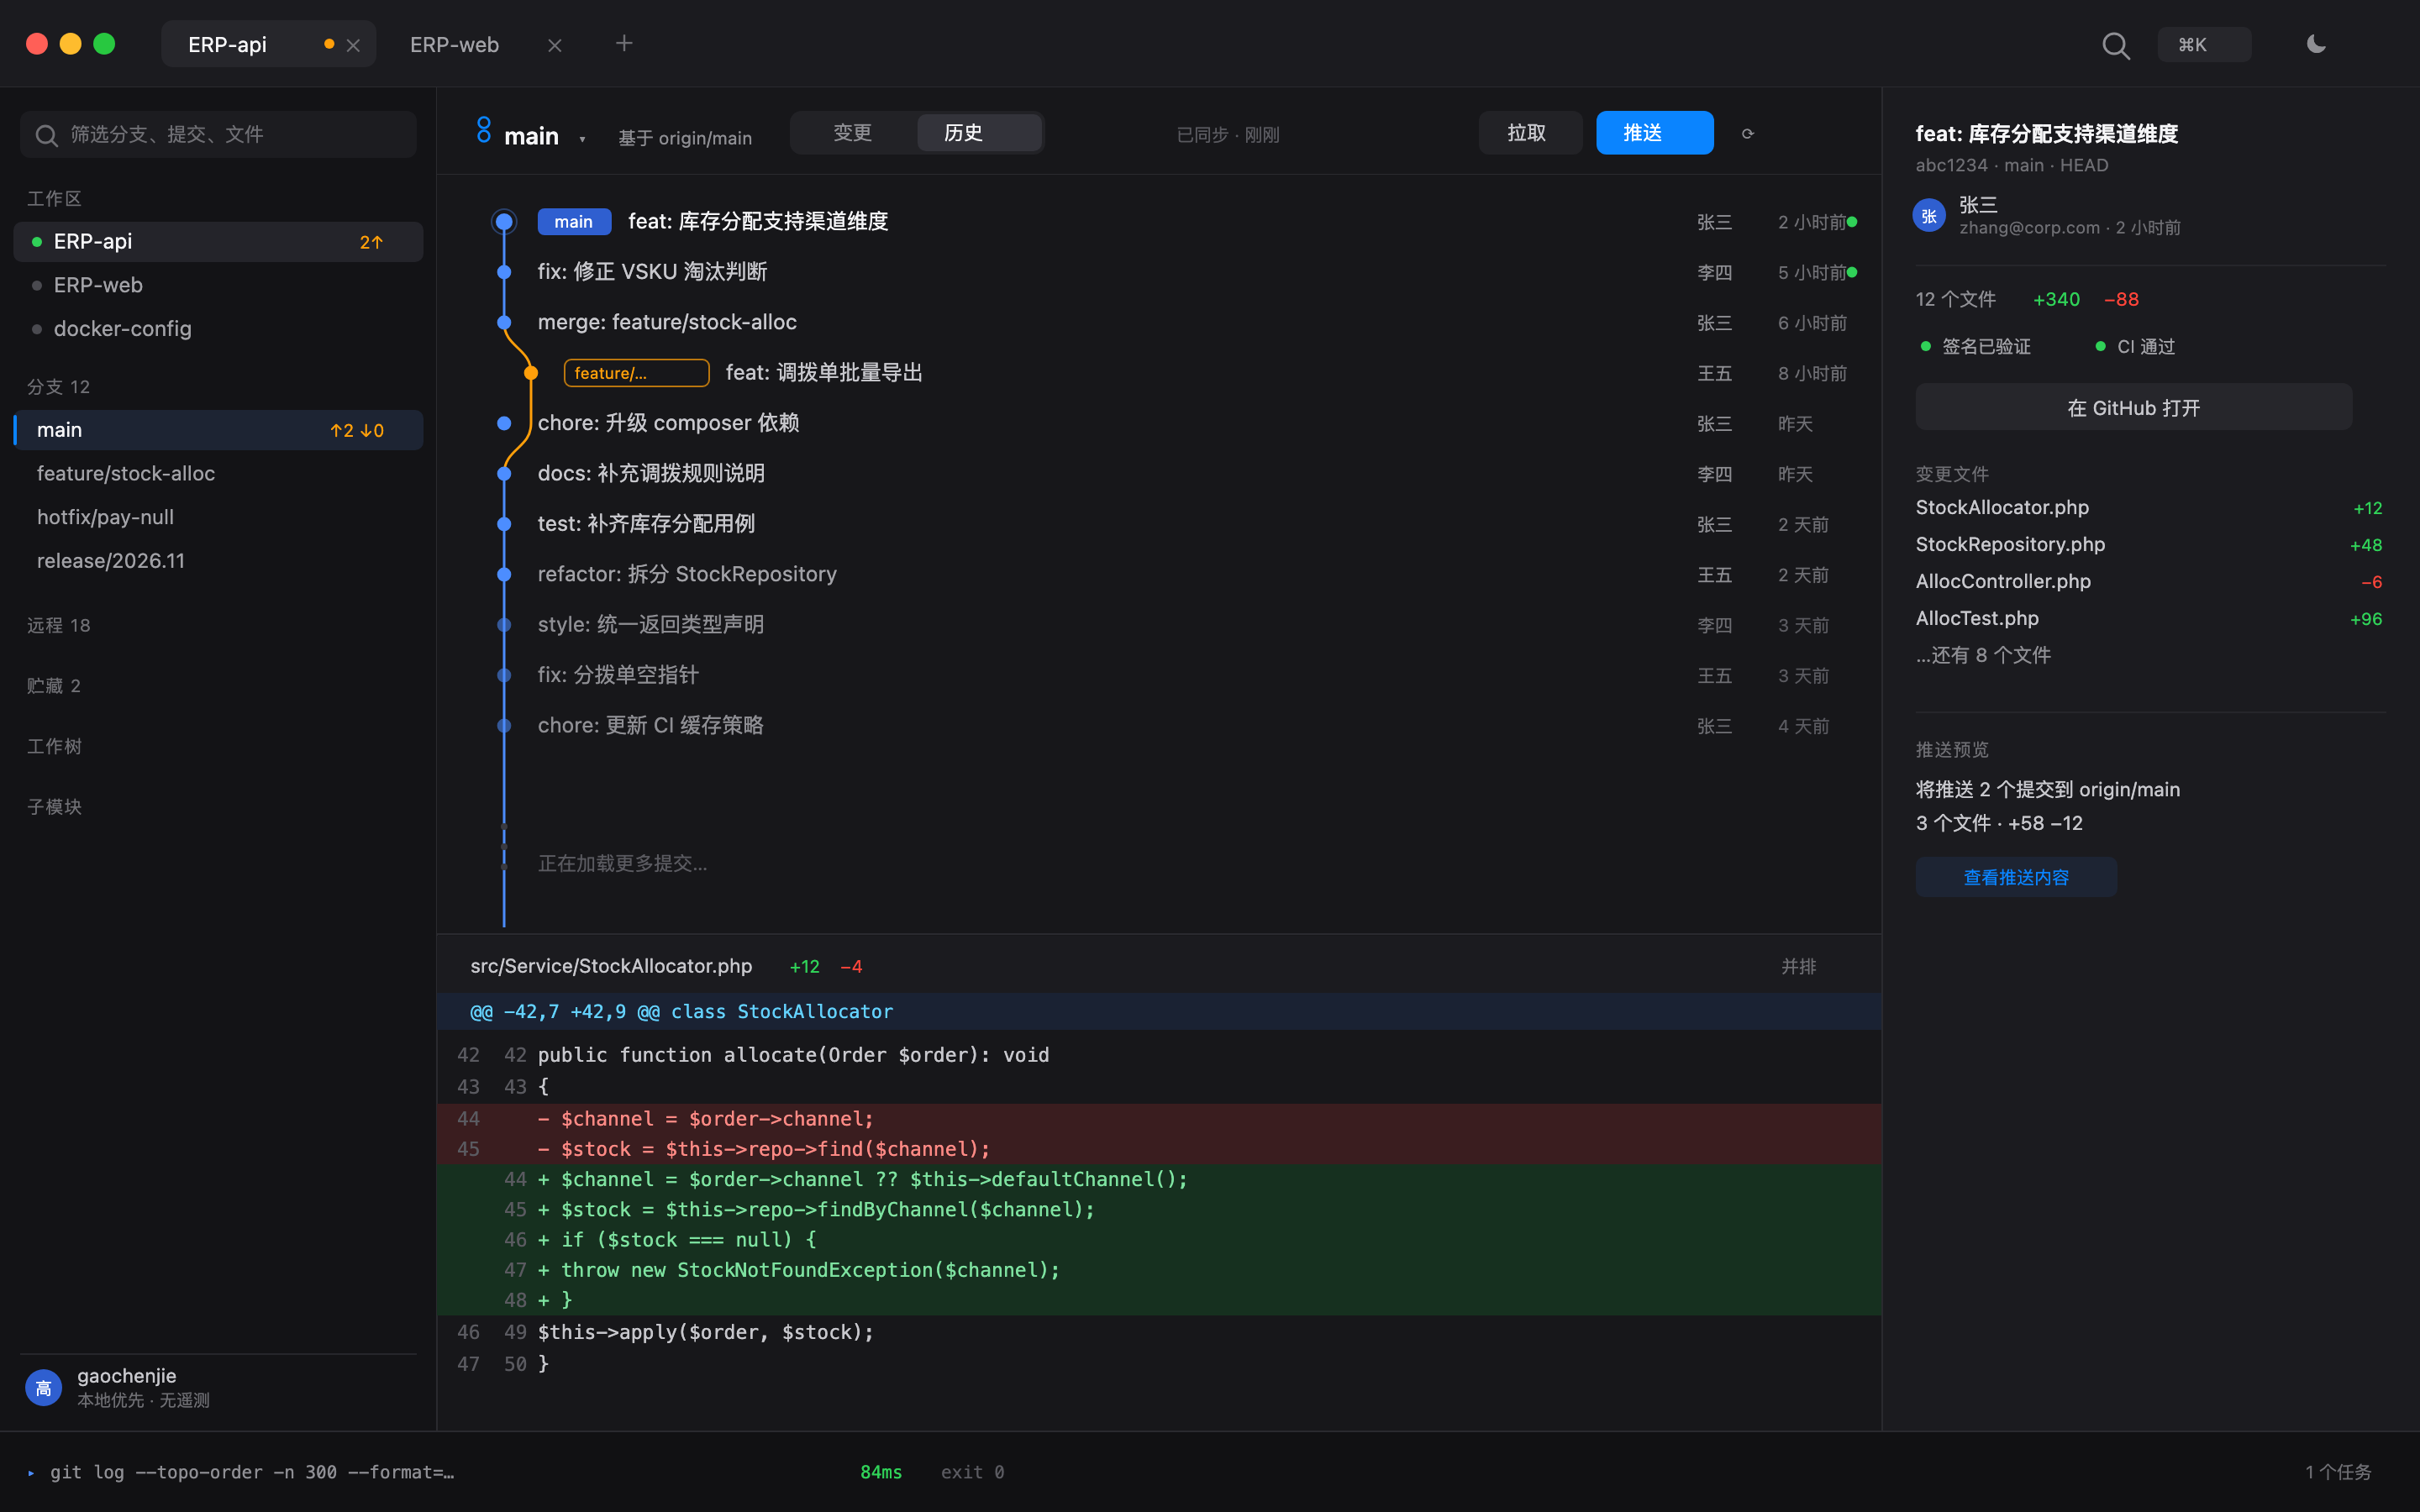 ERP-api
ERP-web
⌘K
筛选分支、提交、文件
工作区
ERP-api 2↑
ERP-web
docker-config
分支 12
main ↑2 ↓0
feature/stock-alloc
hotfix/pay-null
release/2026.11
远程 18
贮藏 2
工作树
子模块
高
gaochenjie
本地优先 · 无遥测
main ▾ 基于 origin/main 变更 历史 已同步 · 刚刚 拉取 推送 ⟳
main feat: 库存分配支持渠道维度 张三 2 小时前
fix: 修正 VSKU 淘汰判断 李四 5 小时前
merge: feature/stock-alloc 张三 6 小时前
feature/… feat: 调拨单批量导出 王五 8 小时前
chore: 升级 composer 依赖 张三 昨天
docs: 补充调拨规则说明 李四 昨天
test: 补齐库存分配用例 张三 2 天前
refactor: 拆分 StockRepository 王五 2 天前
style: 统一返回类型声明 李四 3 天前
fix: 分拨单空指针 王五 3 天前
chore: 更新 CI 缓存策略 张三 4 天前
正在加载更多提交…
src/Service/StockAllocator.php +12 −4 并排
@@ −42,7 +42,9 @@ class StockAllocator
42 42 public function allocate(Order $order): void
43 43 {
44 − $channel = $order->channel;
45 − $stock = $this->repo->find($channel);
44 + $channel = $order->channel ?? $this->defaultChannel();
45 + $stock = $this->repo->findByChannel($channel);
46 + if ($stock === null) {
47 + throw new StockNotFoundException($channel);
48 + }
46 49 $this->apply($order, $stock);
47 50 }
feat: 库存分配支持渠道维度
abc1234 · main · HEAD
张
张三
zhang@corp.com · 2 小时前
12 个文件 +340 −88
签名已验证 CI 通过
在 GitHub 打开
变更文件
StockAllocator.php +12
StockRepository.php +48
AllocController.php −6
AllocTest.php +96
…还有 8 个文件
推送预览
将推送 2 个提交到 origin/main
3 个文件 · +58 −12
查看推送内容
▸ git log --topo-order -n 300 --format=… 84ms exit 0 1 个任务